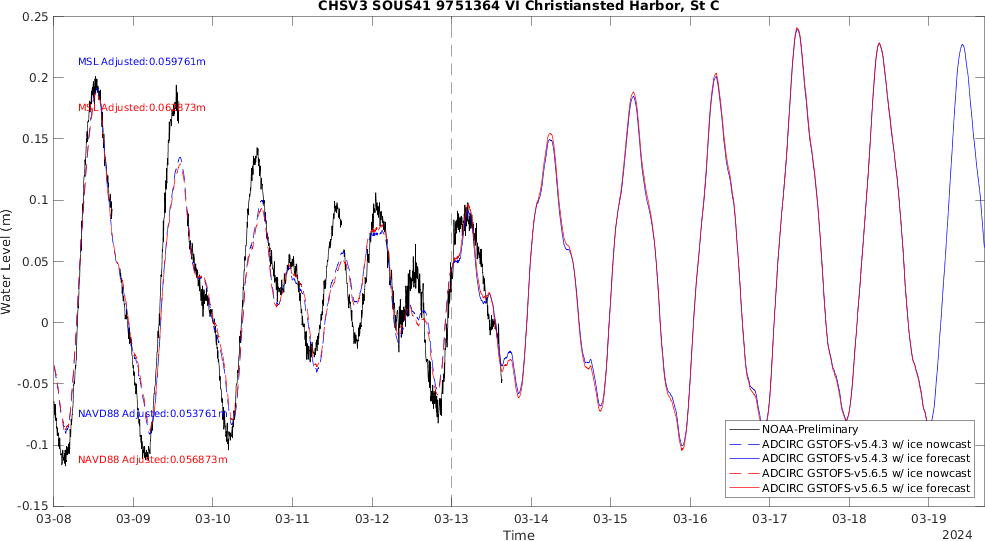 CHSV3 SOUS41 9751364 VI Christiansted Harbor, St C
0.25
0.2
0.15
0.1
0.05
0
-0.05
-0.1
-0.15
Water Level (m)
MSL Adjusted:0.059761m
MSL Adjusted:0.062873m
NAVD88 Adjusted:0.053761m
NAVD88 Adjusted:0.056873m
NOAA-Preliminary
ADCIRC GSTOFS-v5.4.3 w/ ice nowcast
ADCIRC GSTOFS-v5.4.3 w/ ice forecast
ADCIRC GSTOFS-v5.6.5 w/ ice nowcast
ADCIRC GSTOFS-v5.6.5 w/ ice forecast
03-08 03-09 03-10 03-11 03-12 03-13 03-14 03-15 03-16 03-17 03-18 03-19
Time
2024